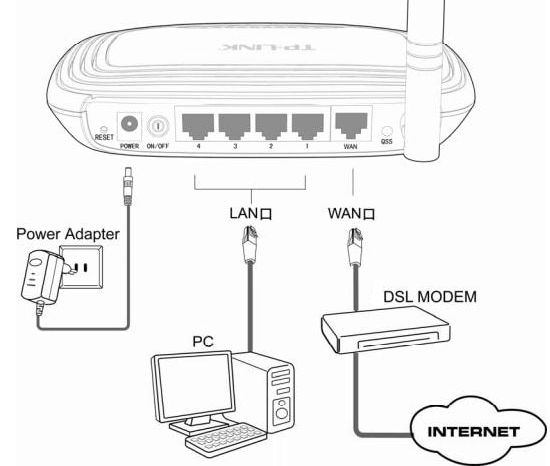 TP-LINK
RESET
POWER ON/OFF 4 3 2 1 WAN QSS
LAN口 WAN口
Power Adapter
DSL MODEM
PC
INTERNET